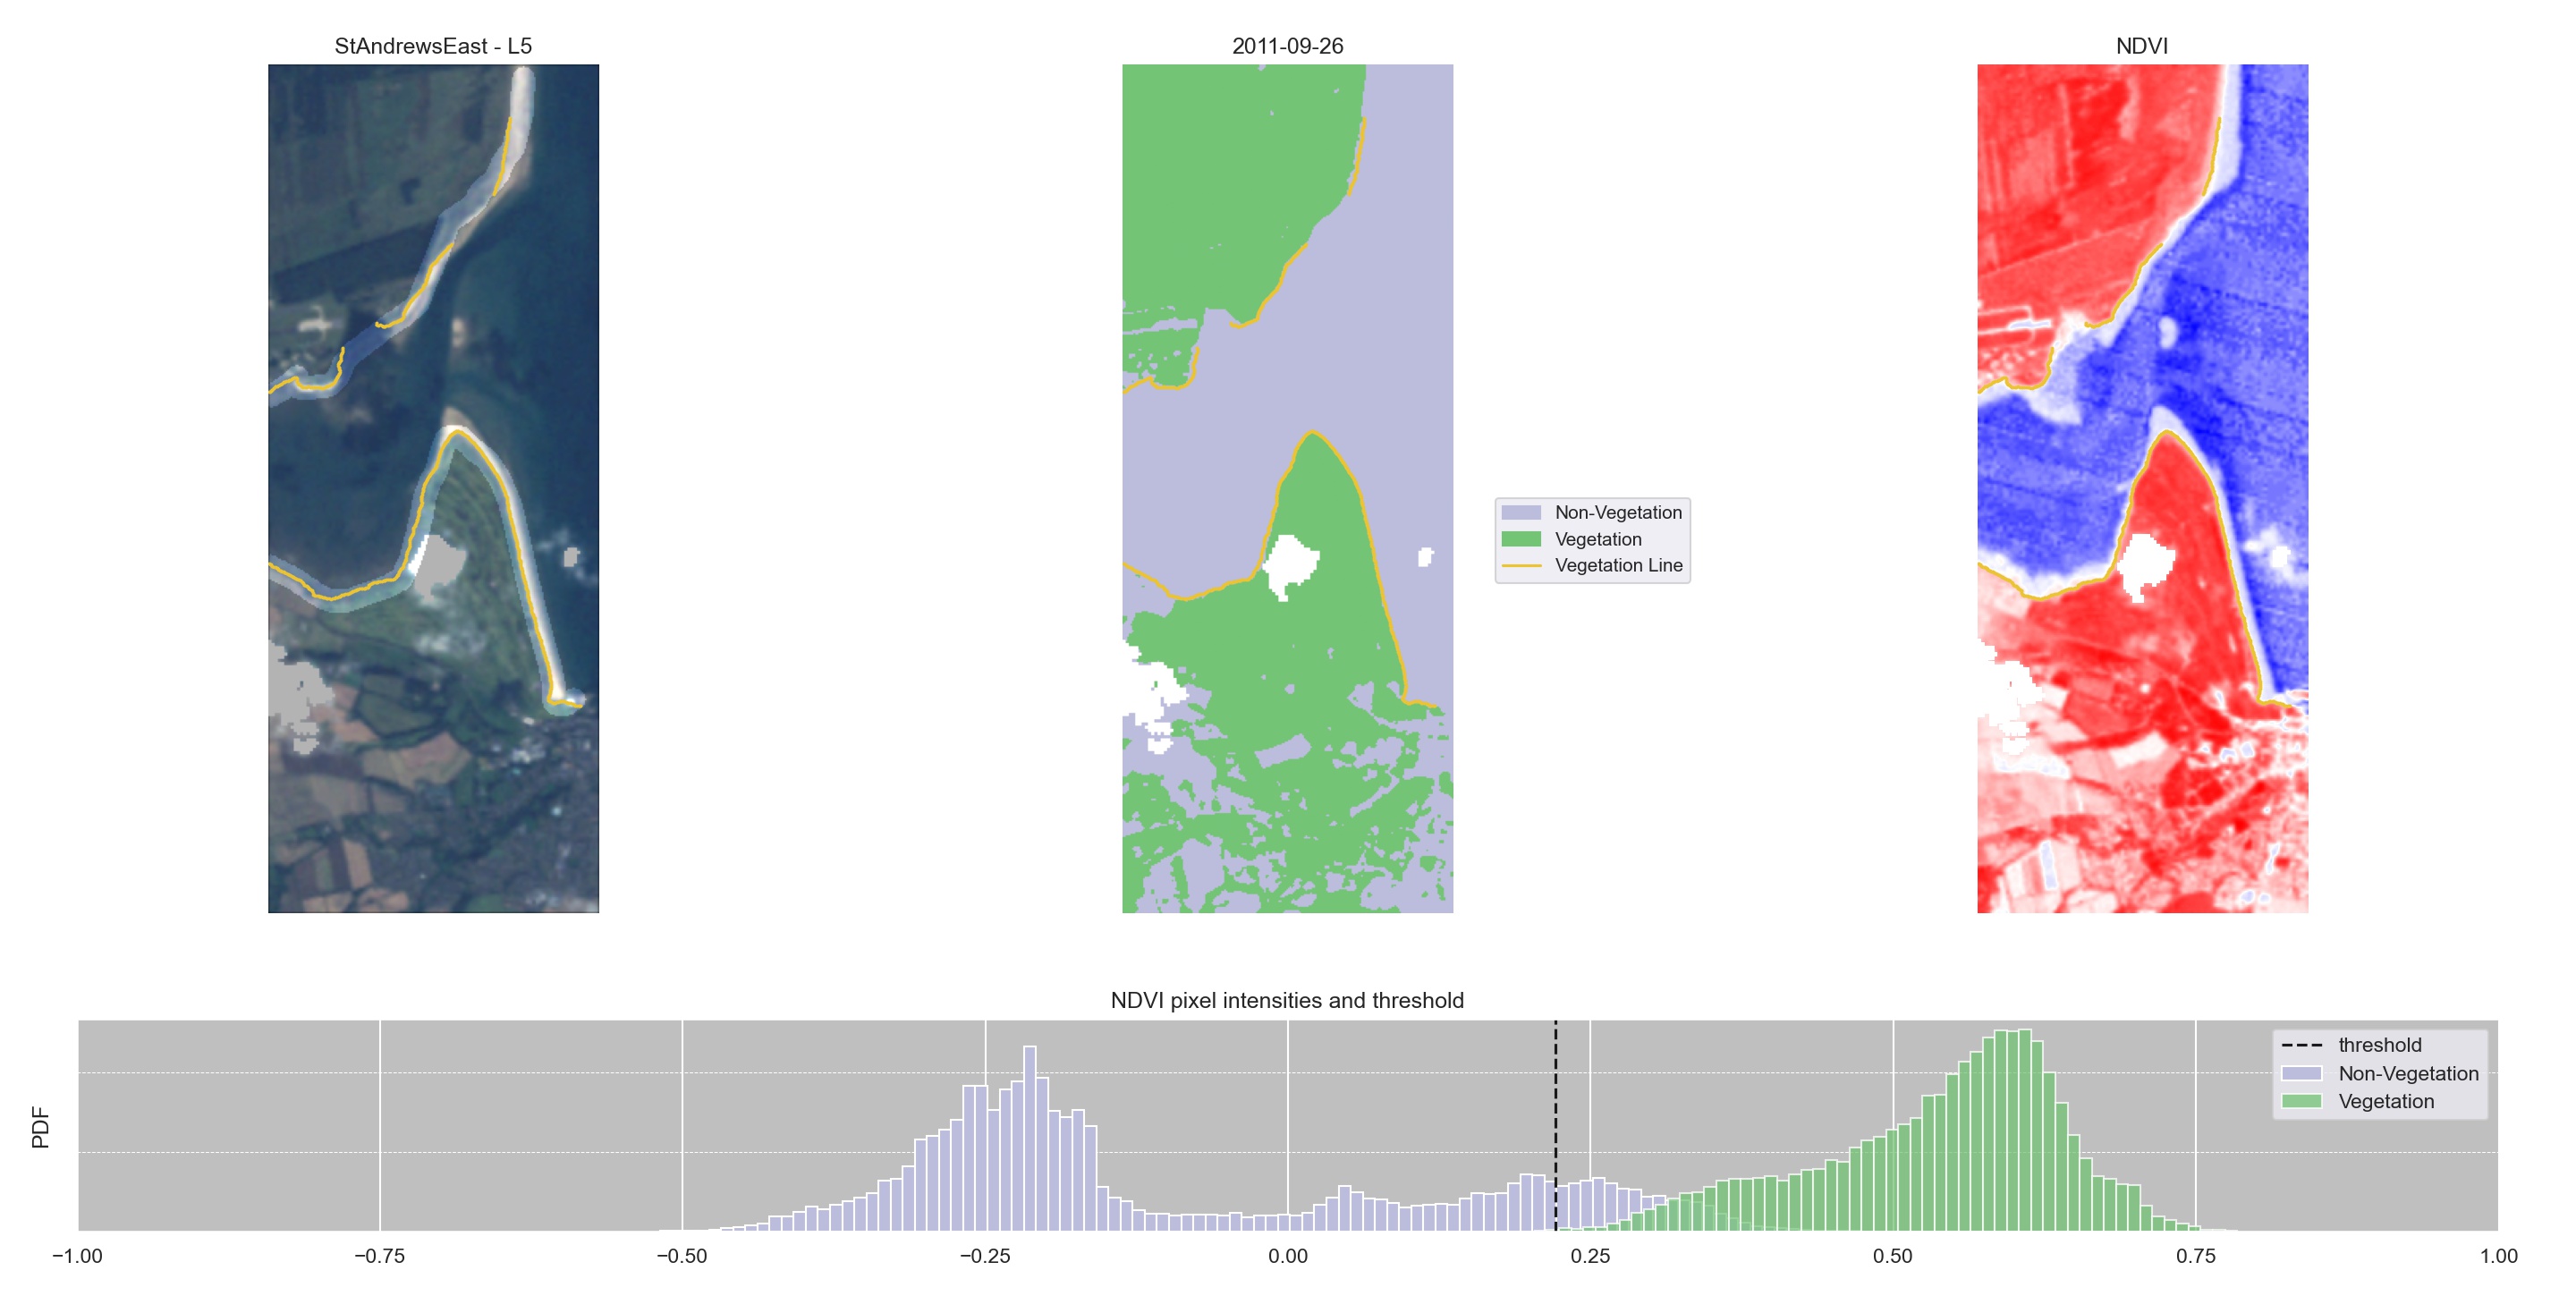 StAndrewsEast - L5
2011-09-26
NDVI
Non-Vegetation
Vegetation
Vegetation Line
NDVI pixel intensities and threshold
PDF
threshold
Non-Vegetation
Vegetation
−1.00 −0.75 −0.50 −0.25 0.00 0.25 0.50 0.75 1.00